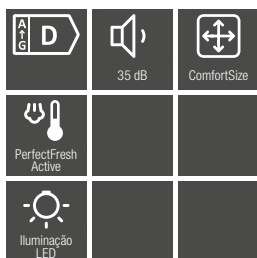 A
G
D
35 dB
ComfortSize
PerfectFresh
Active
Iluminação
LED